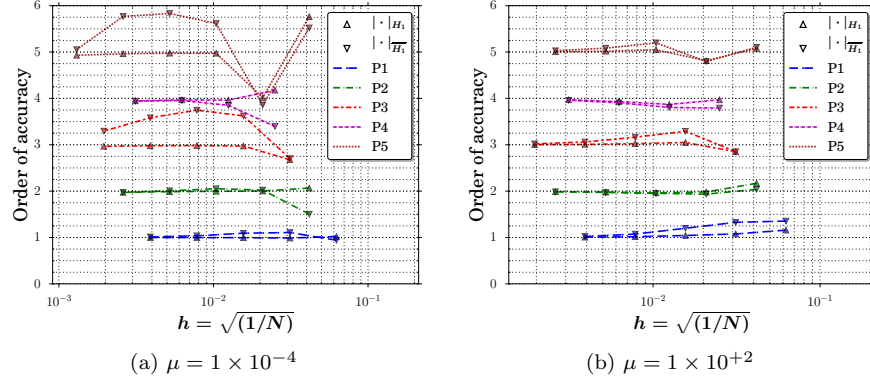 Order of accuracy
6
5
4
3
2
1
0
10⁻³
10⁻²
10⁻¹
h = √(1/N)
|·|H₁
|·|H̅₁̅
P1
P2
P3
P4
P5
(a) μ = 1 × 10⁻⁴
Order of accuracy
6
5
4
3
2
1
0
10⁻²
10⁻¹
h = √(1/N)
|·|H₁
|·|H̅₁̅
P1
P2
P3
P4
P5
(b) μ = 1 × 10⁺²